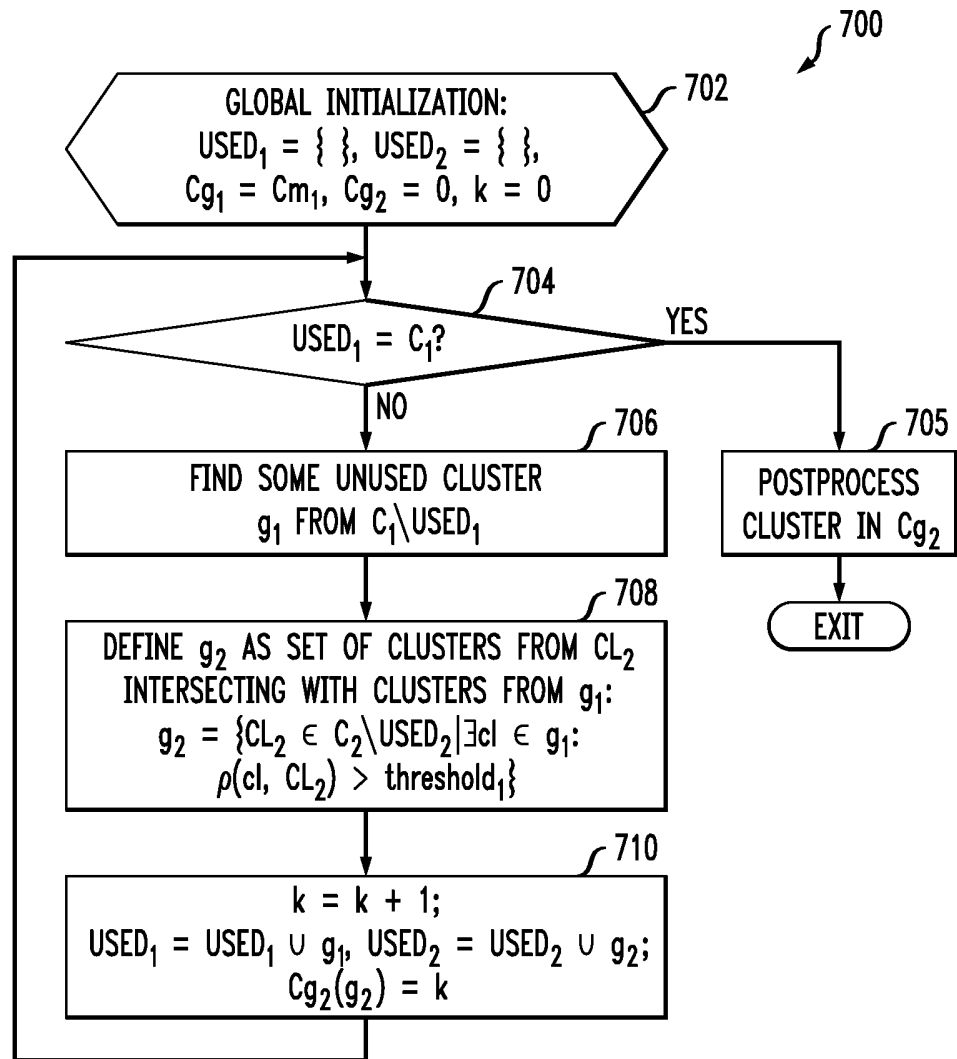 700
702
GLOBAL INITIALIZATION:
USED₁ = { }, USED₂ = { },
Cg₁ = Cm₁, Cg₂ = 0, k = 0
704
USED₁ = C₁?
YES
NO
706
FIND SOME UNUSED CLUSTER
g₁ FROM C₁\USED₁
705
POSTPROCESS
CLUSTER IN Cg₂
EXIT
708
DEFINE g₂ AS SET OF CLUSTERS FROM CL₂
INTERSECTING WITH CLUSTERS FROM g₁:
g₂ = {CL₂ ∈ C₂\USED₂|∃cl ∈ g₁:
ρ(cl, CL₂) > threshold₁}
710
k = k + 1;
USED₁ = USED₁ ∪ g₁, USED₂ = USED₂ ∪ g₂;
Cg₂(g₂) = k